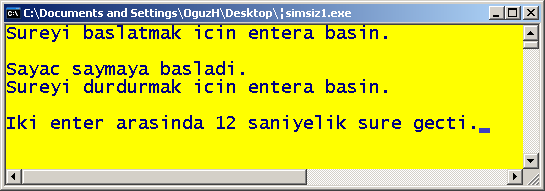 C:\Documents and Settings\OguzH\Desktop\¦simsiz1.exe
Sureyi baslatmak icin entera basin.
Sayac saymaya basladi.
Sureyi durdurmak icin entera basin.
Iki enter arasinda 12 saniyelik sure gecti.